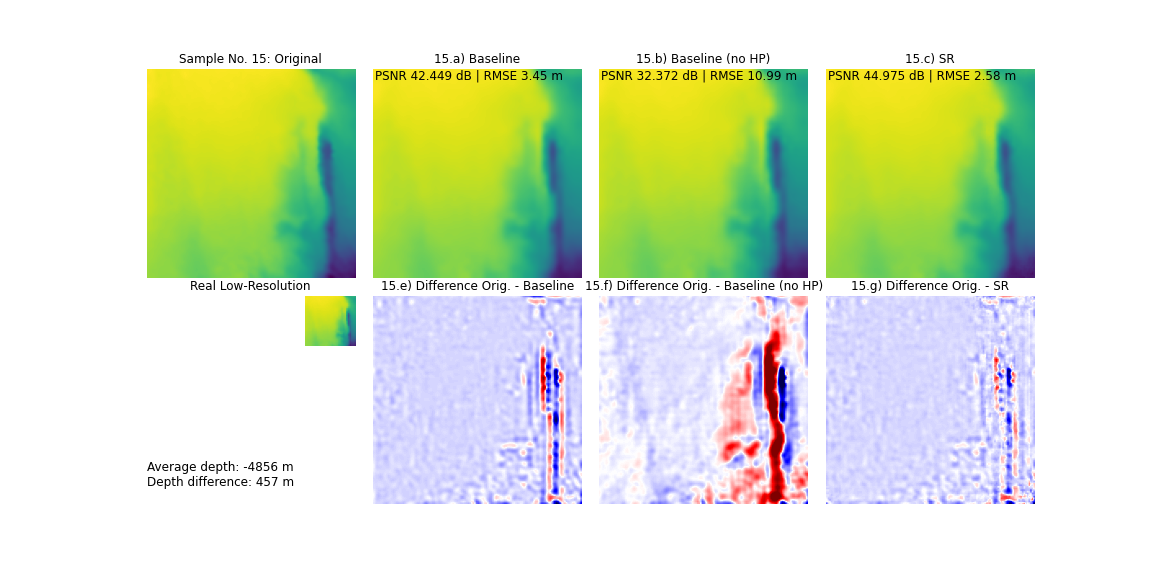 Sample No. 15: Original
15.a) Baseline
15.b) Baseline (no HP)
15.c) SR
PSNR 42.449 dB | RMSE 3.45 m
PSNR 32.372 dB | RMSE 10.99 m
PSNR 44.975 dB | RMSE 2.58 m
Real Low-Resolution
15.e) Difference Orig. - Baseline
15.f) Difference Orig. - Baseline (no HP)
15.g) Difference Orig. - SR
Average depth: -4856 m
Depth difference: 457 m